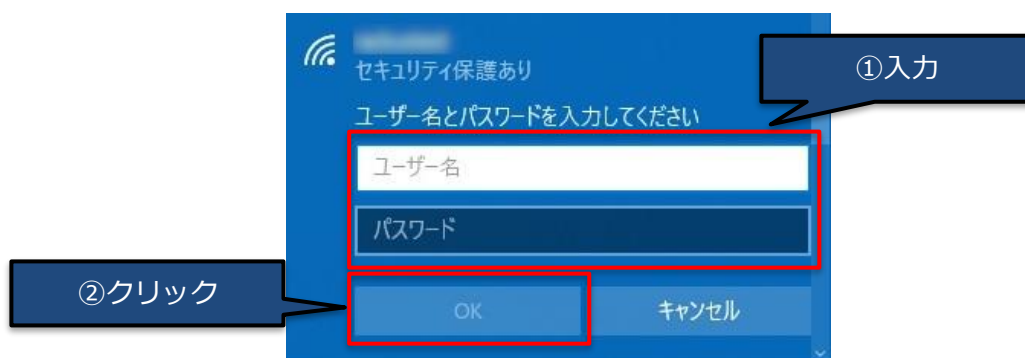 セキュリティ保護あり
①入力
ユーザー名とパスワードを入力してください
ユーザー名
パスワード
②クリック
OK
キャンセル